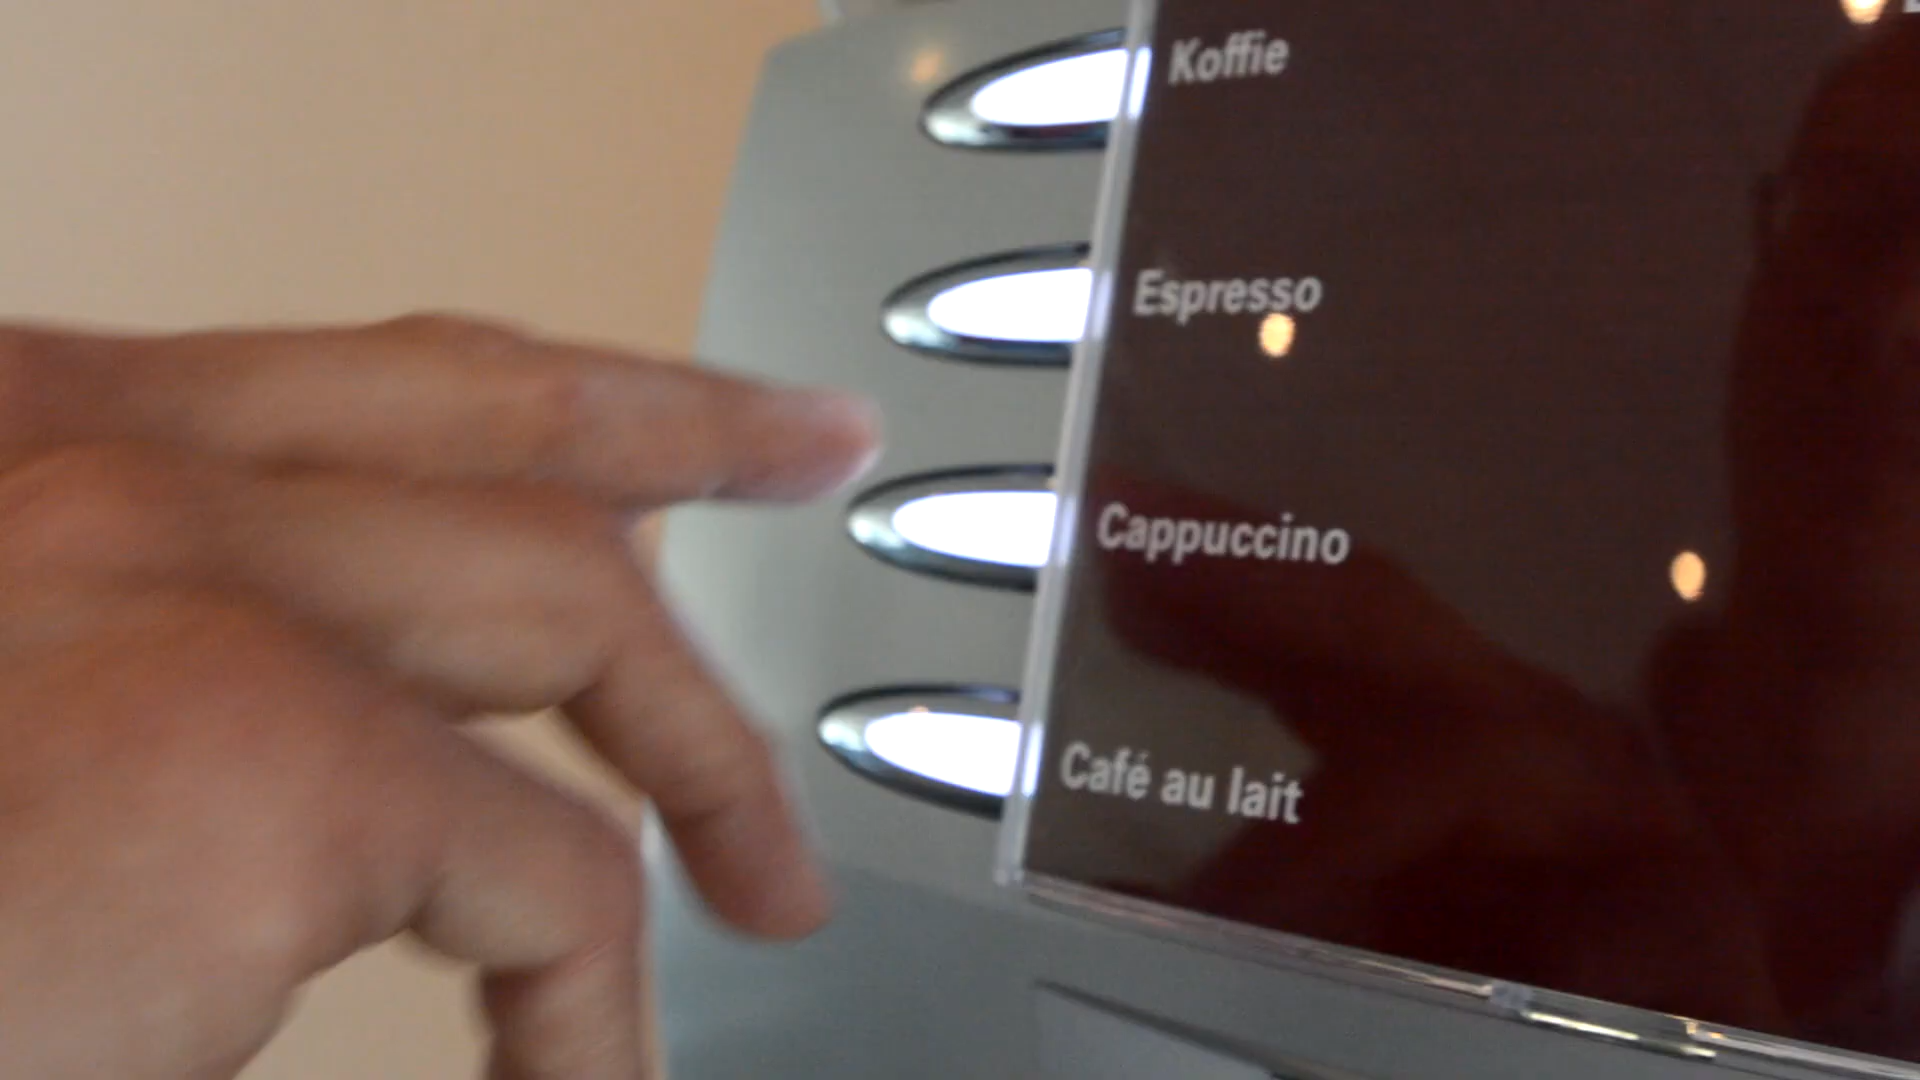 Koffie
Espresso
Cappuccino
Café au lait